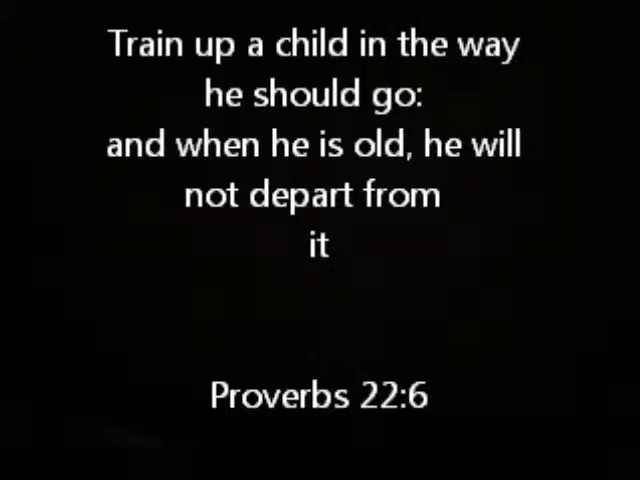 Train up a child in the way
he should go:
and when he is old, he will
not depart from
it
Proverbs 22:6